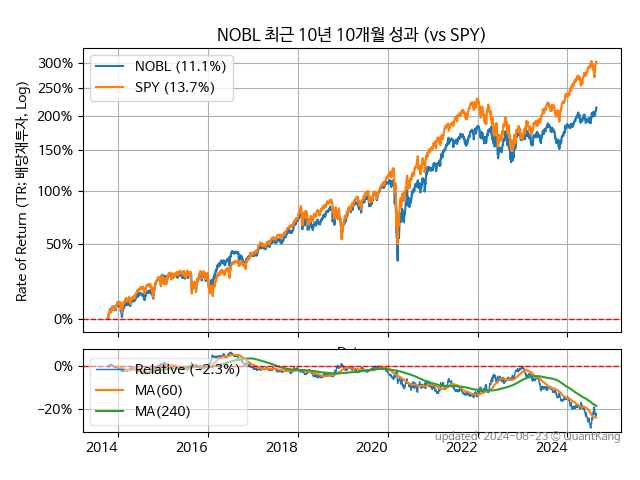 NOBL 최근 10년 10개월 성과 (vs SPY)
Rate of Return (TR; 배당재투자, Log)
300%
250%
200%
150%
100%
50%
0%
NOBL (11.1%)
SPY (13.7%)
0%
−20%
Relative (−2.3%)
MA(60)
MA(240)
updated: 2024-08-23 © QuantKang
2014
2016
2018
2020
2022
2024